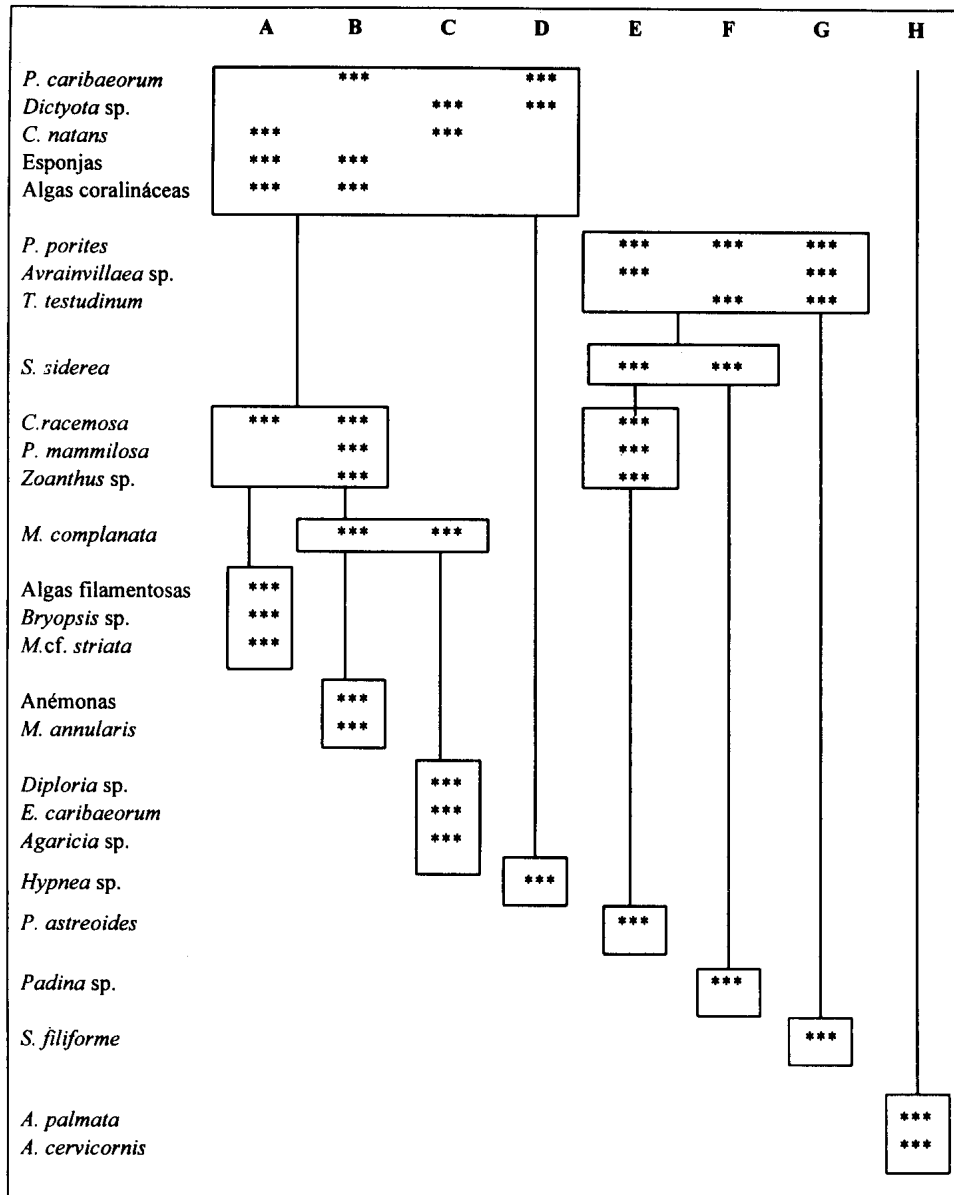 A B C D E F G H
P. caribaeorum *** ***
Dictyota sp. *** ***
C. natans *** ***
Esponjas *** ***
Algas coralináceas *** ***
P. porites *** *** ***
Avrainvillaea sp. *** ***
T. testudinum *** ***
S. siderea *** ***
C.racemosa *** *** ***
P. mammilosa *** ***
Zoanthus sp. *** ***
M. complanata *** ***
Algas filamentosas ***
Bryopsis sp. ***
M.cf. striata ***
Anémonas ***
M. annularis ***
Diploria sp. ***
E. caribaeorum ***
Agaricia sp. ***
Hypnea sp. ***
P. astreoides ***
Padina sp. ***
S. filiforme ***
A. palmata ***
A. cervicornis ***